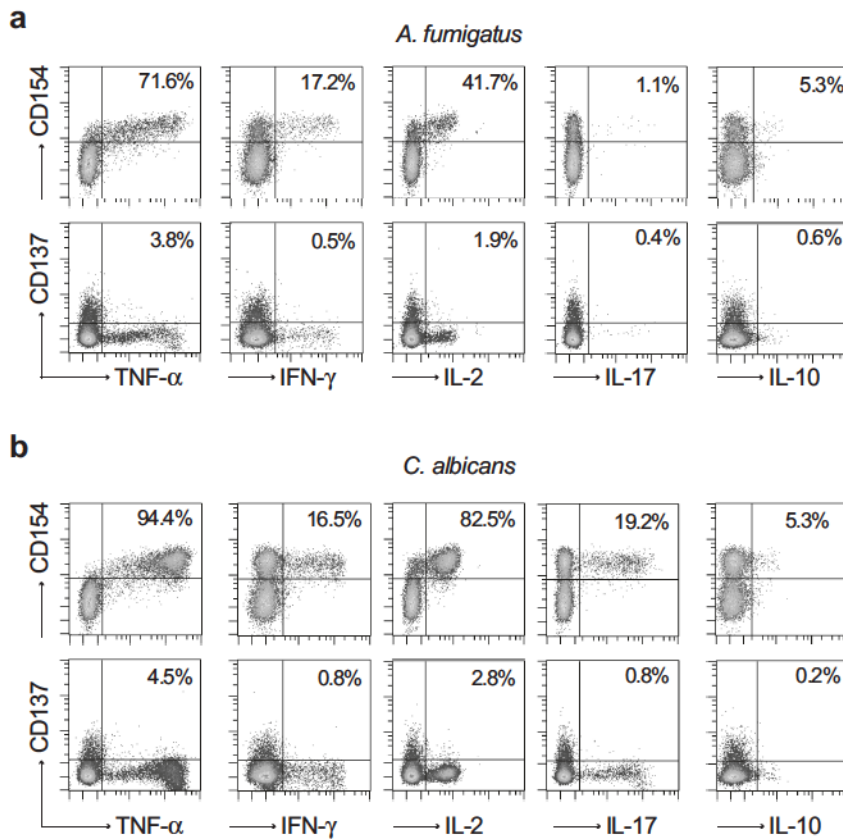 a
A. fumigatus
CD154
71.6% 17.2% 41.7% 1.1% 5.3%
CD137
3.8% 0.5% 1.9% 0.4% 0.6%
TNF-α IFN-γ IL-2 IL-17 IL-10
b
C. albicans
CD154
94.4% 16.5% 82.5% 19.2% 5.3%
CD137
4.5% 0.8% 2.8% 0.8% 0.2%
TNF-α IFN-γ IL-2 IL-17 IL-10